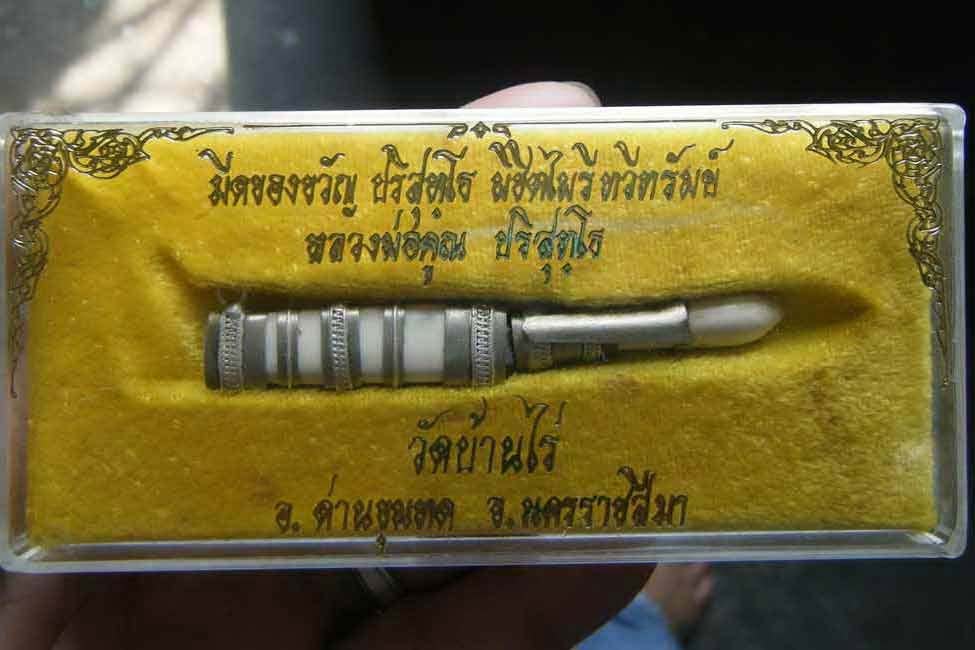 มีดของขวัญ ปริสุทฺโธ พิชิตไพรี ทวีทรัพย์
หลวงพ่อคูณ ปริสุทฺโธ
วัดบ้านไร่
อ. ด่านขุนทด จ. นครราชสีมา